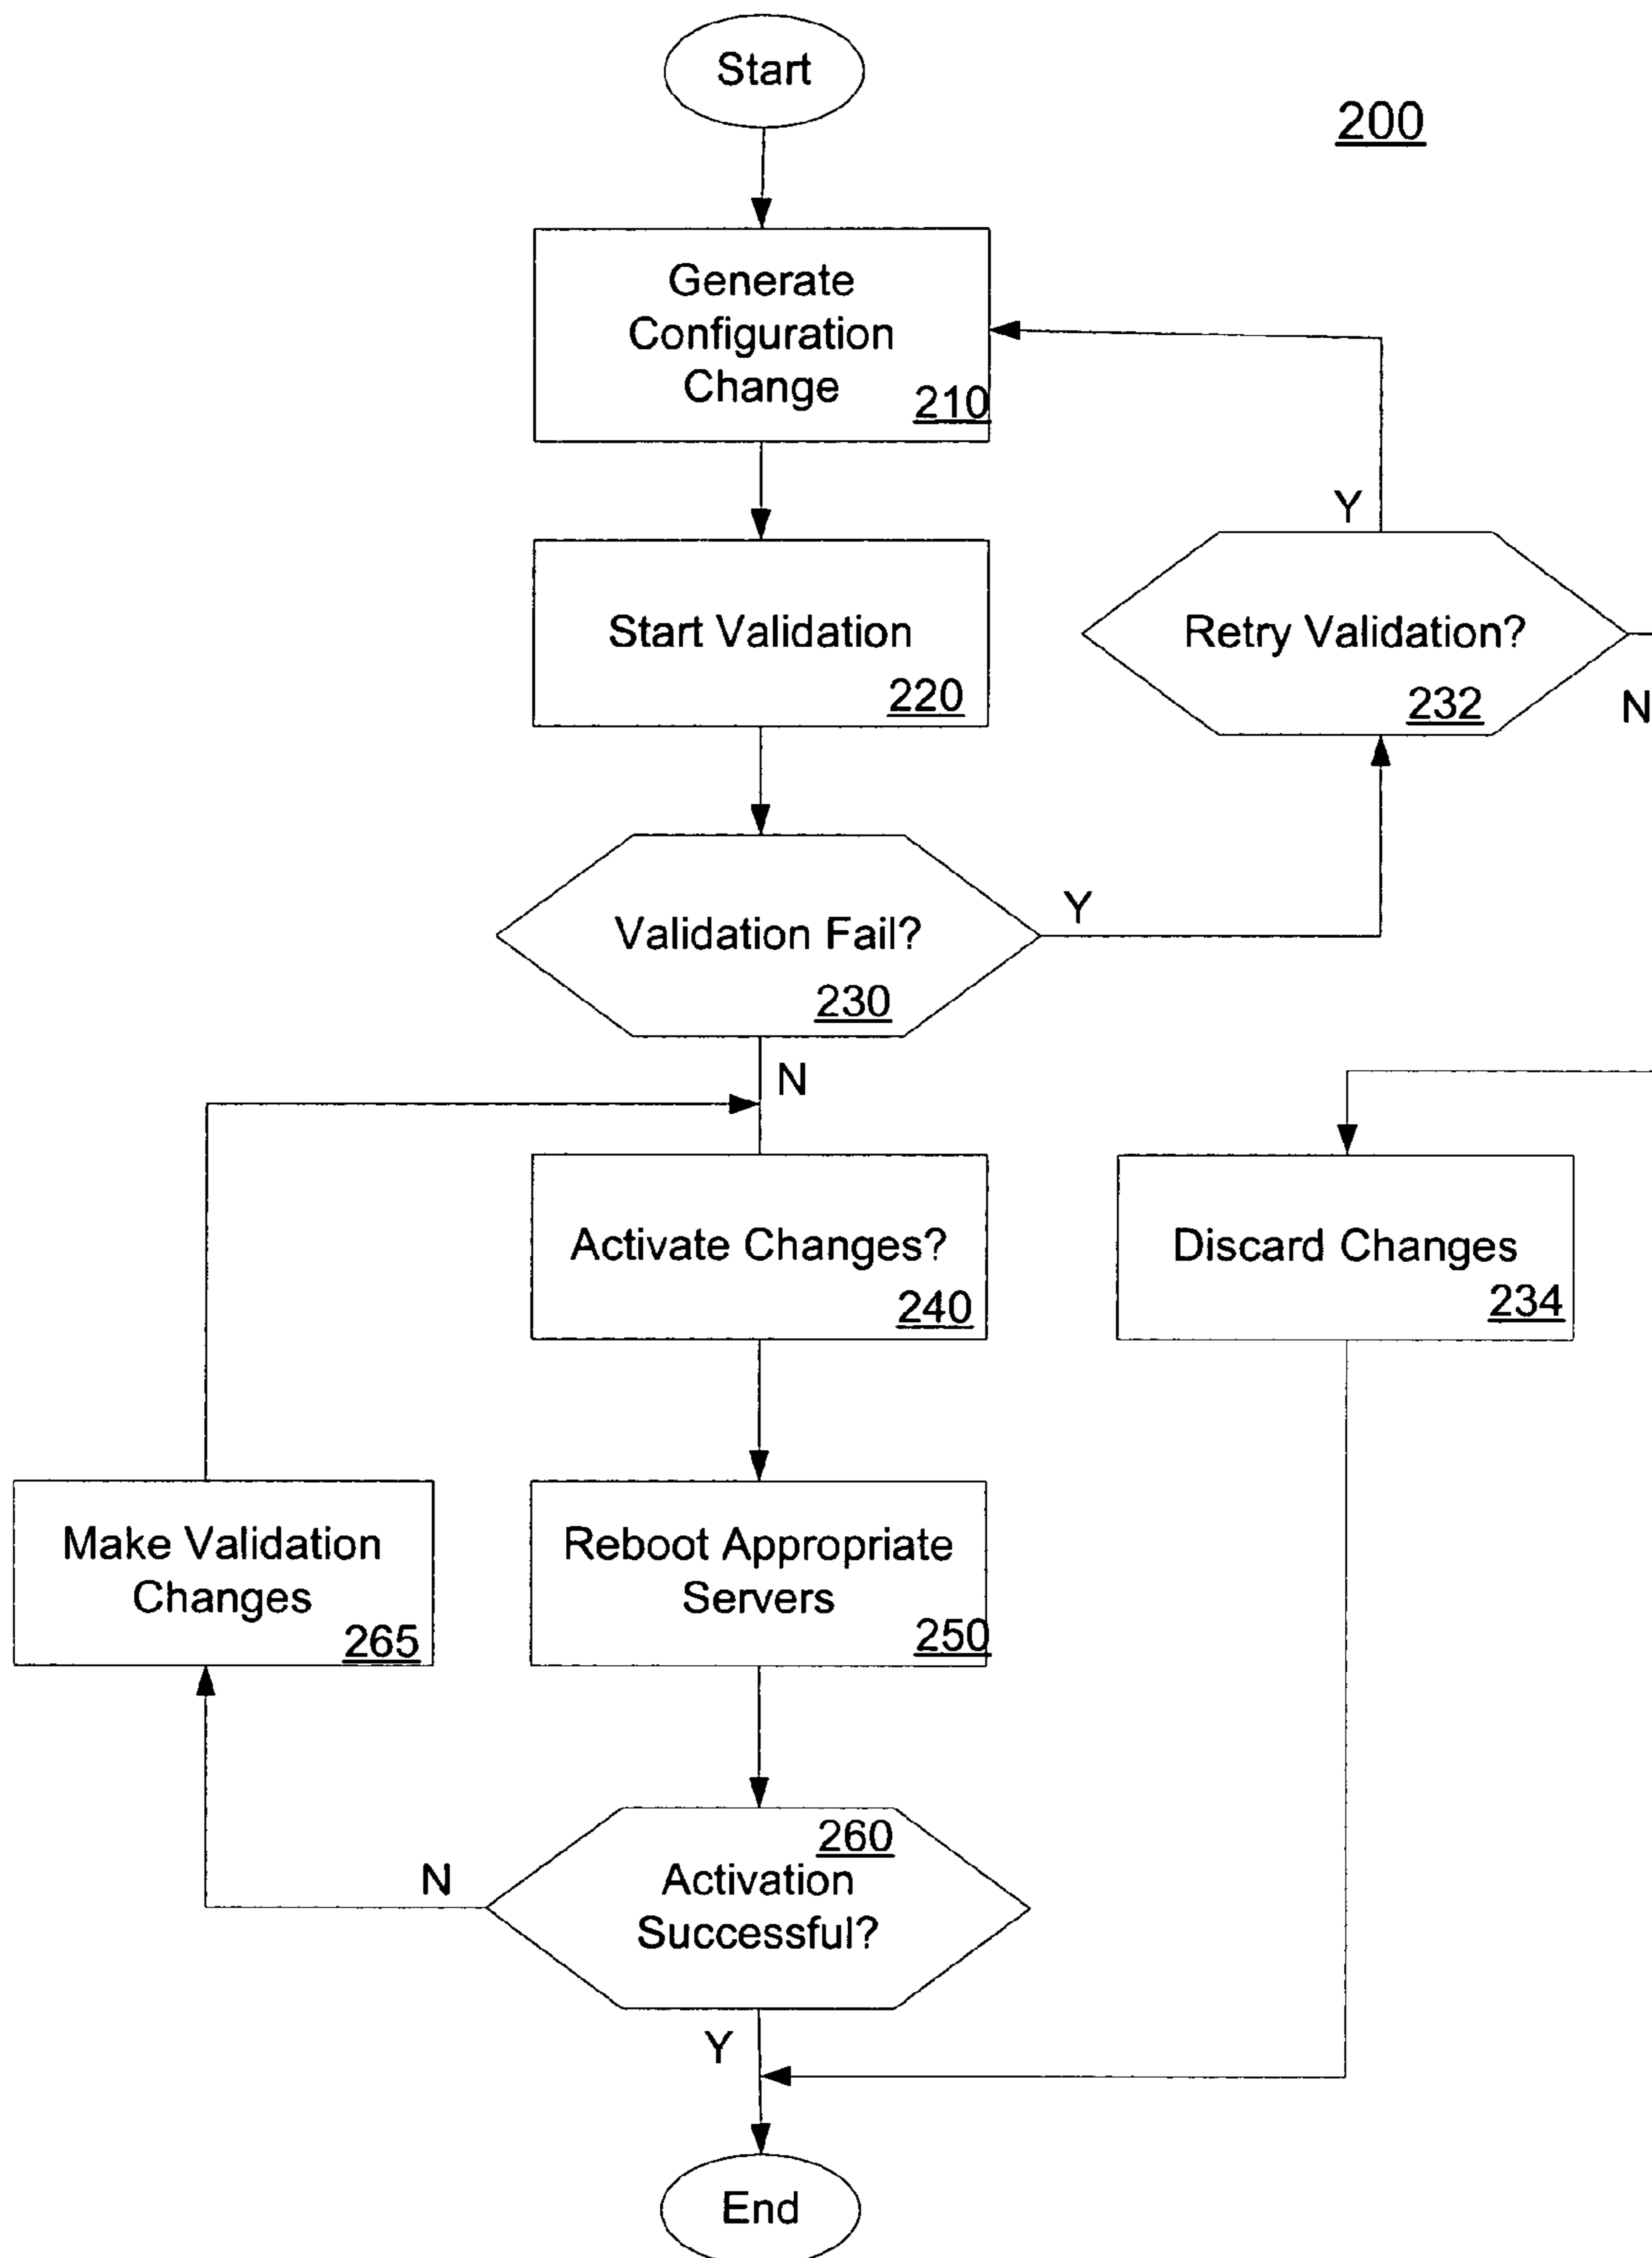 Start
200
Generate
Configuration
Change
210
Y
Start Validation
220
Retry Validation?
232
N
Validation Fail?
230
Y
N
Activate Changes?
240
Discard Changes
234
Make Validation
Changes
265
Reboot Appropriate
Servers
250
260
Activation
Successful?
N
Y
End